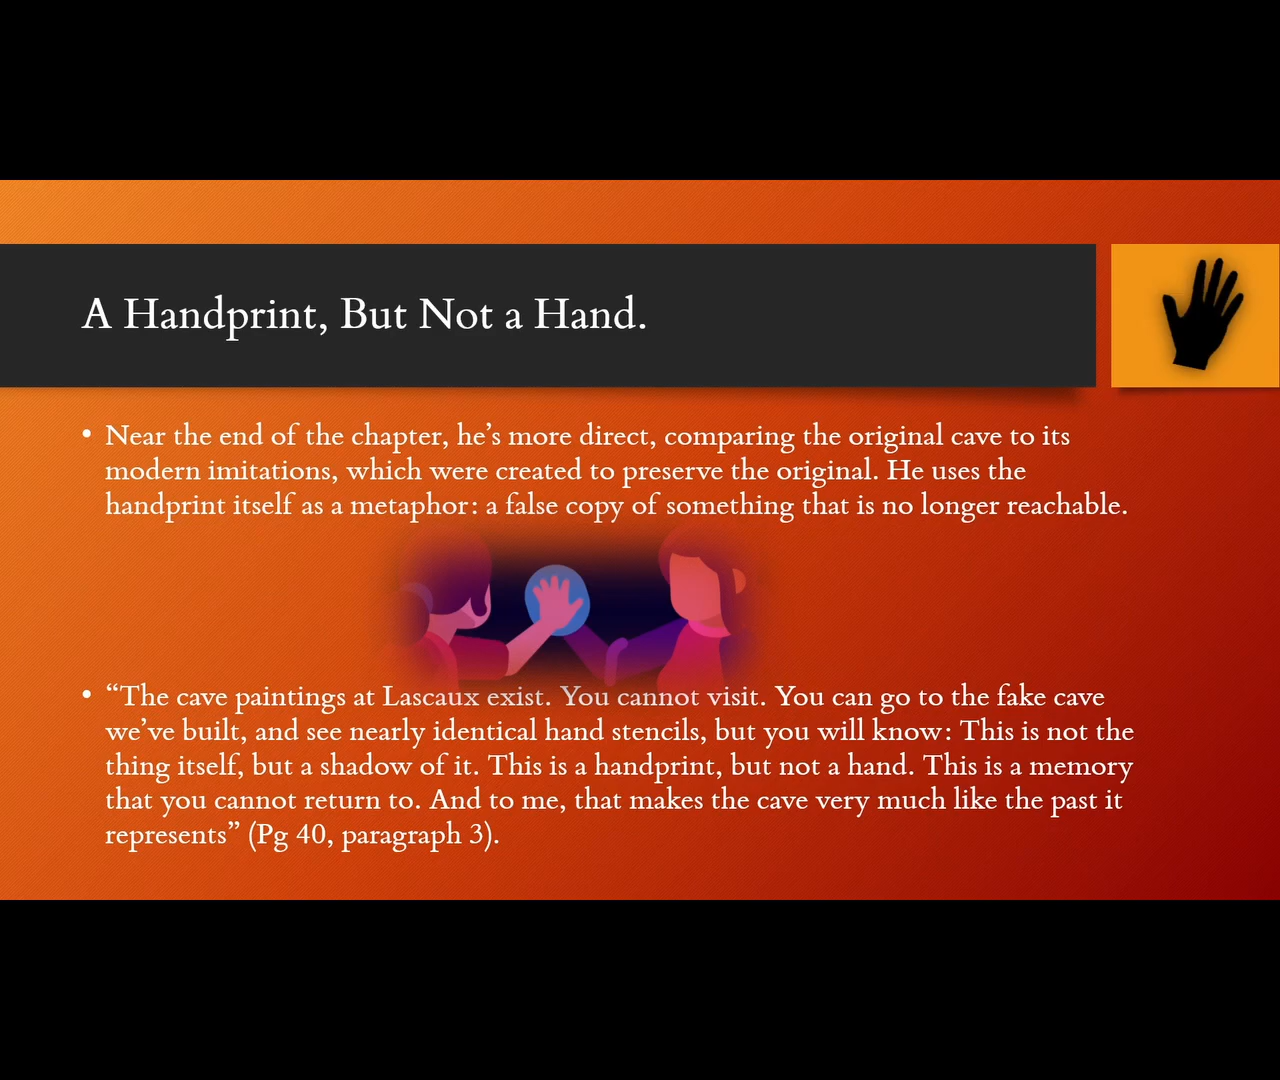 A Handprint, But Not a Hand.
• Near the end of the chapter, he’s more direct, comparing the original cave to its
modern imitations, which were created to preserve the original. He uses the
handprint itself as a metaphor: a false copy of something that is no longer reachable.
• “The cave paintings at Lascaux exist. You cannot visit. You can go to the fake cave
we’ve built, and see nearly identical hand stencils, but you will know: This is not the
thing itself, but a shadow of it. This is a handprint, but not a hand. This is a memory
that you cannot return to. And to me, that makes the cave very much like the past it
represents” (Pg 40, paragraph 3).